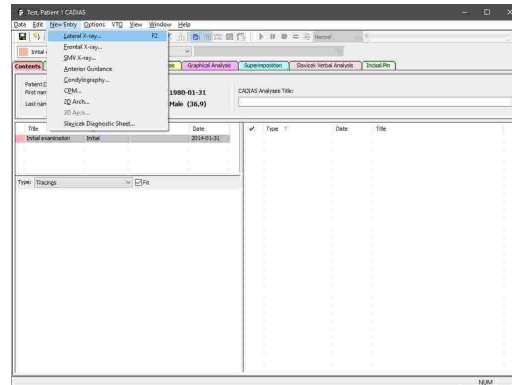 Test, Patient 1 CADIAS
Data Edit New Entry Options VTO View Window Help
Lateral X-ray... F2
Frontal X-ray...
SMV X-ray...
Anterior Guidance
Condylography...
CPM...
2D Arch...
3D Arch...
Slavicek Diagnostic Sheet...
Normal
Initial
Contents
Graphical Analysis
Superimposition
Slavicek Verbal Analysis
Incisal Pin
Patient D
First nam
1980-01-31
CADIAS Analyses Title:
Last nam
Male (36,9)
Title Date
Initial examination Initial 2014-01-31
Type Date Title
Type: Tracings Fit
NUM